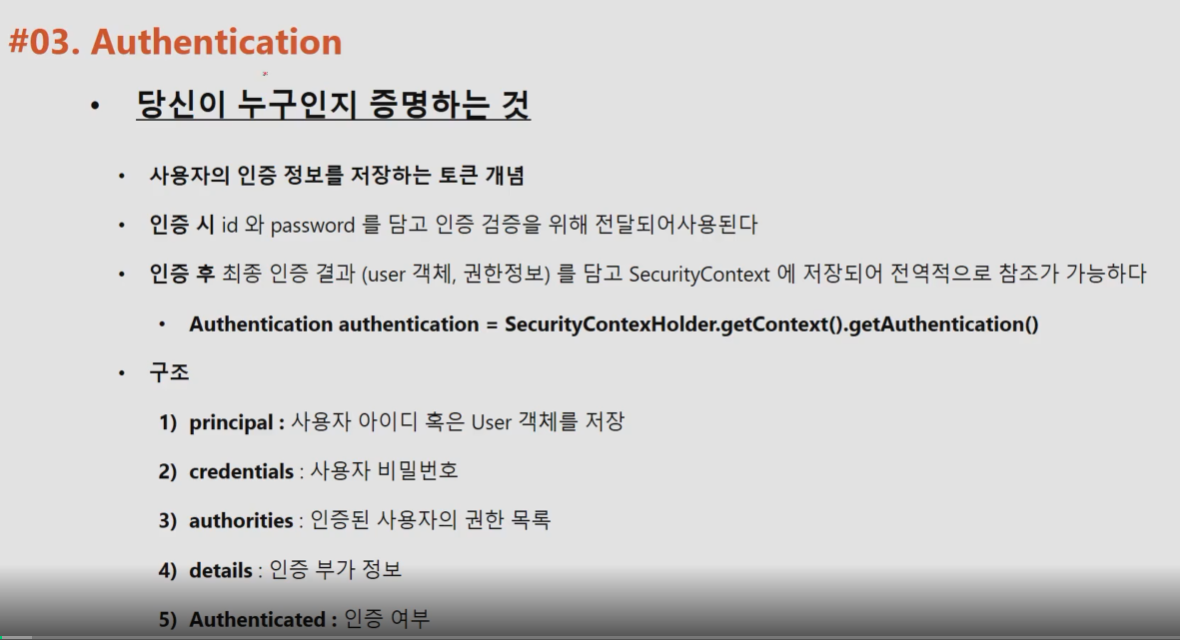 #03. Authentication
• 당신이 누구인지 증명하는 것
• 사용자의 인증 정보를 저장하는 토큰 개념
• 인증 시 id 와 password 를 담고 인증 검증을 위해 전달되어사용된다
• 인증 후 최종 인증 결과 (user 객체, 권한정보) 를 담고 SecurityContext 에 저장되어 전역적으로 참조가 가능하다
• Authentication authentication = SecurityContexHolder.getContext().getAuthentication()
• 구조
1) principal : 사용자 아이디 혹은 User 객체를 저장
2) credentials : 사용자 비밀번호
3) authorities : 인증된 사용자의 권한 목록
4) details : 인증 부가 정보
5) Authenticated : 인증 여부